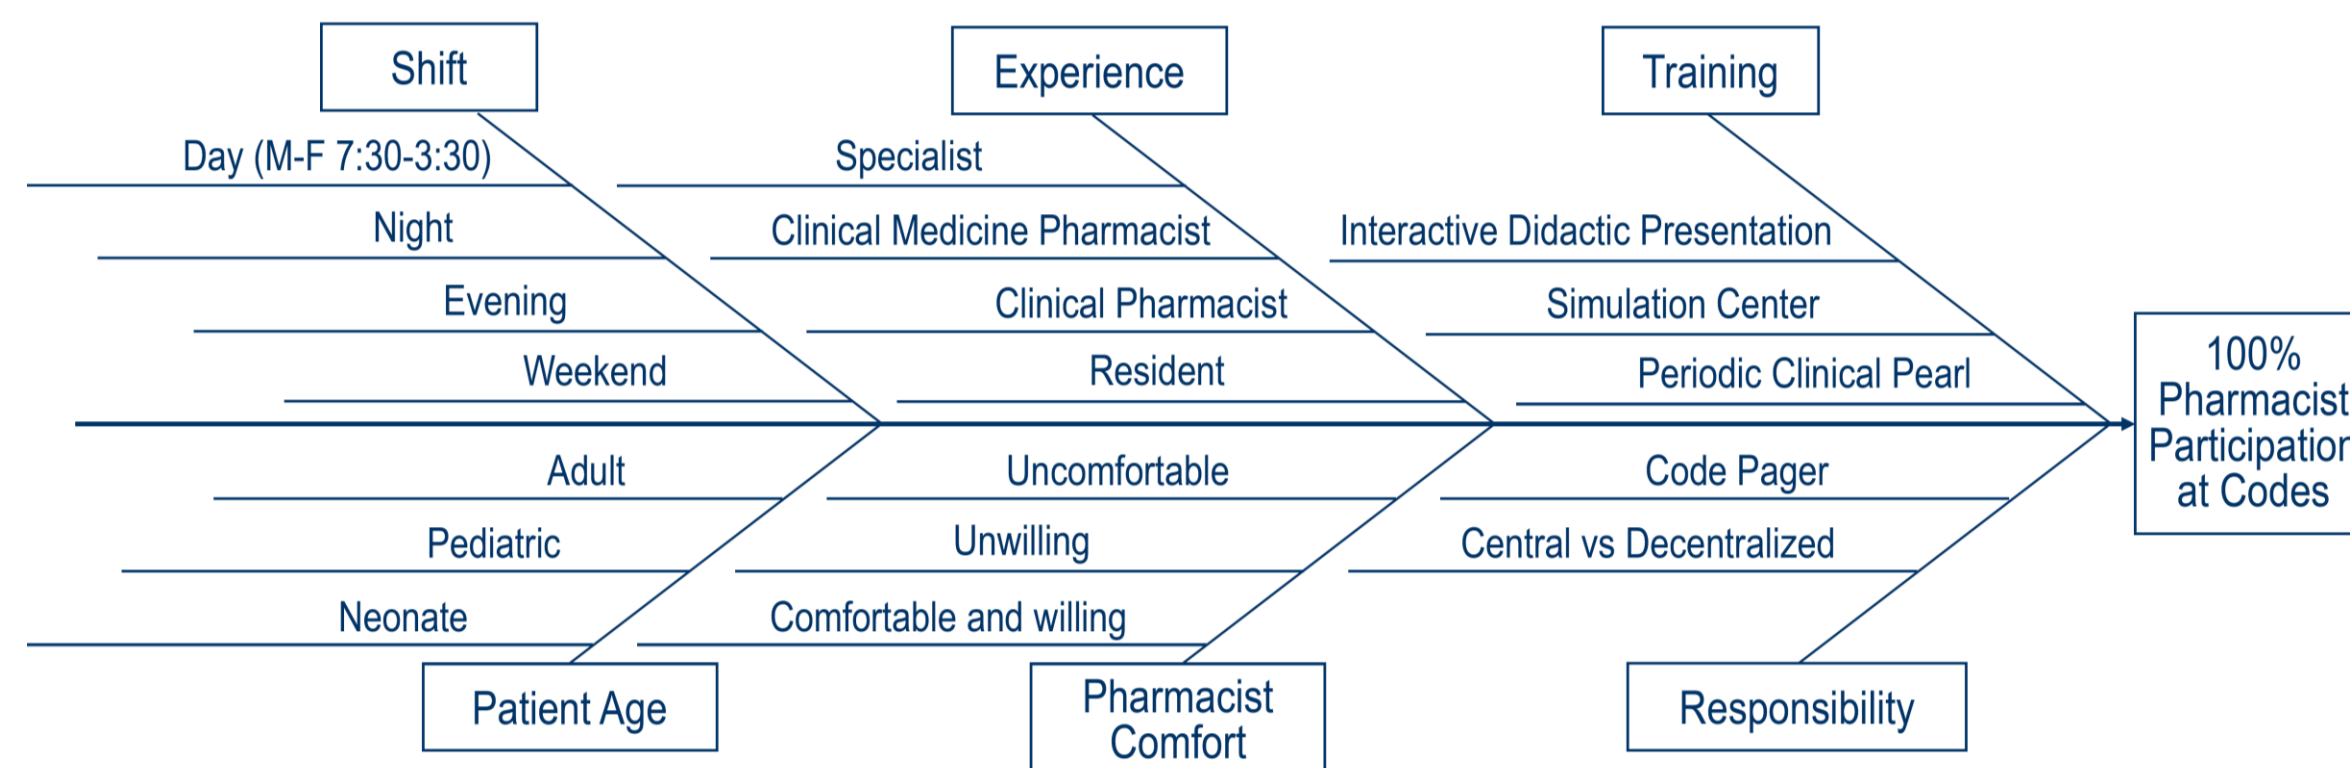 Shift
Experience
Training
Day (M-F 7:30-3:30)
Specialist
Night
Clinical Medicine Pharmacist
Interactive Didactic Presentation
Evening
Clinical Pharmacist
Simulation Center
Weekend
Resident
Periodic Clinical Pearl
100%
Pharmacist
Participation
at Codes
Adult
Uncomfortable
Code Pager
Pediatric
Unwilling
Central vs Decentralized
Neonate
Comfortable and willing
Patient Age
Pharmacist
Comfort
Responsibility